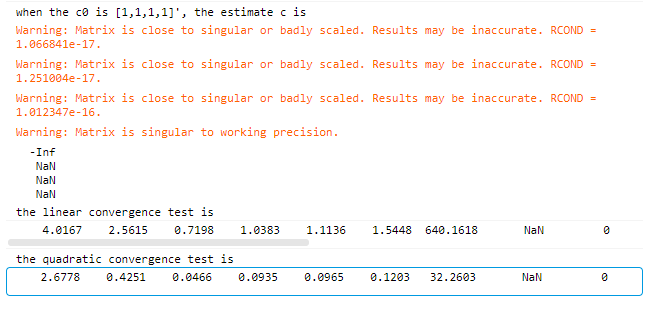 when the c0 is [1,1,1,1]', the estimate c is
Warning: Matrix is close to singular or badly scaled. Results may be inaccurate. RCOND =
1.066841e-17.
Warning: Matrix is close to singular or badly scaled. Results may be inaccurate. RCOND =
1.251004e-17.
Warning: Matrix is close to singular or badly scaled. Results may be inaccurate. RCOND =
1.012347e-16.
Warning: Matrix is singular to working precision.
-Inf
NaN
NaN
NaN
the linear convergence test is
4.0167 2.5615 0.7198 1.0383 1.1136 1.5448 640.1618 NaN 0
the quadratic convergence test is
2.6778 0.4251 0.0466 0.0935 0.0965 0.1203 32.2603 NaN 0